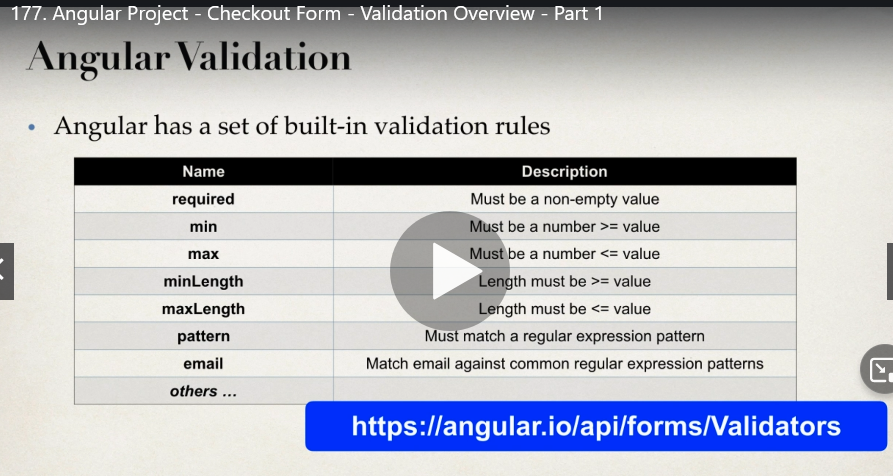 177. Angular Project - Checkout Form - Validation Overview - Part 1
Angular Validation
• Angular has a set of built-in validation rules
Name Description
required Must be a non-empty value
min Must be a number >= value
max Must be a number <= value
minLength Length must be >= value
maxLength Length must be <= value
pattern Must match a regular expression pattern
email Match email against common regular expression patterns
others ...
https://angular.io/api/forms/Validators